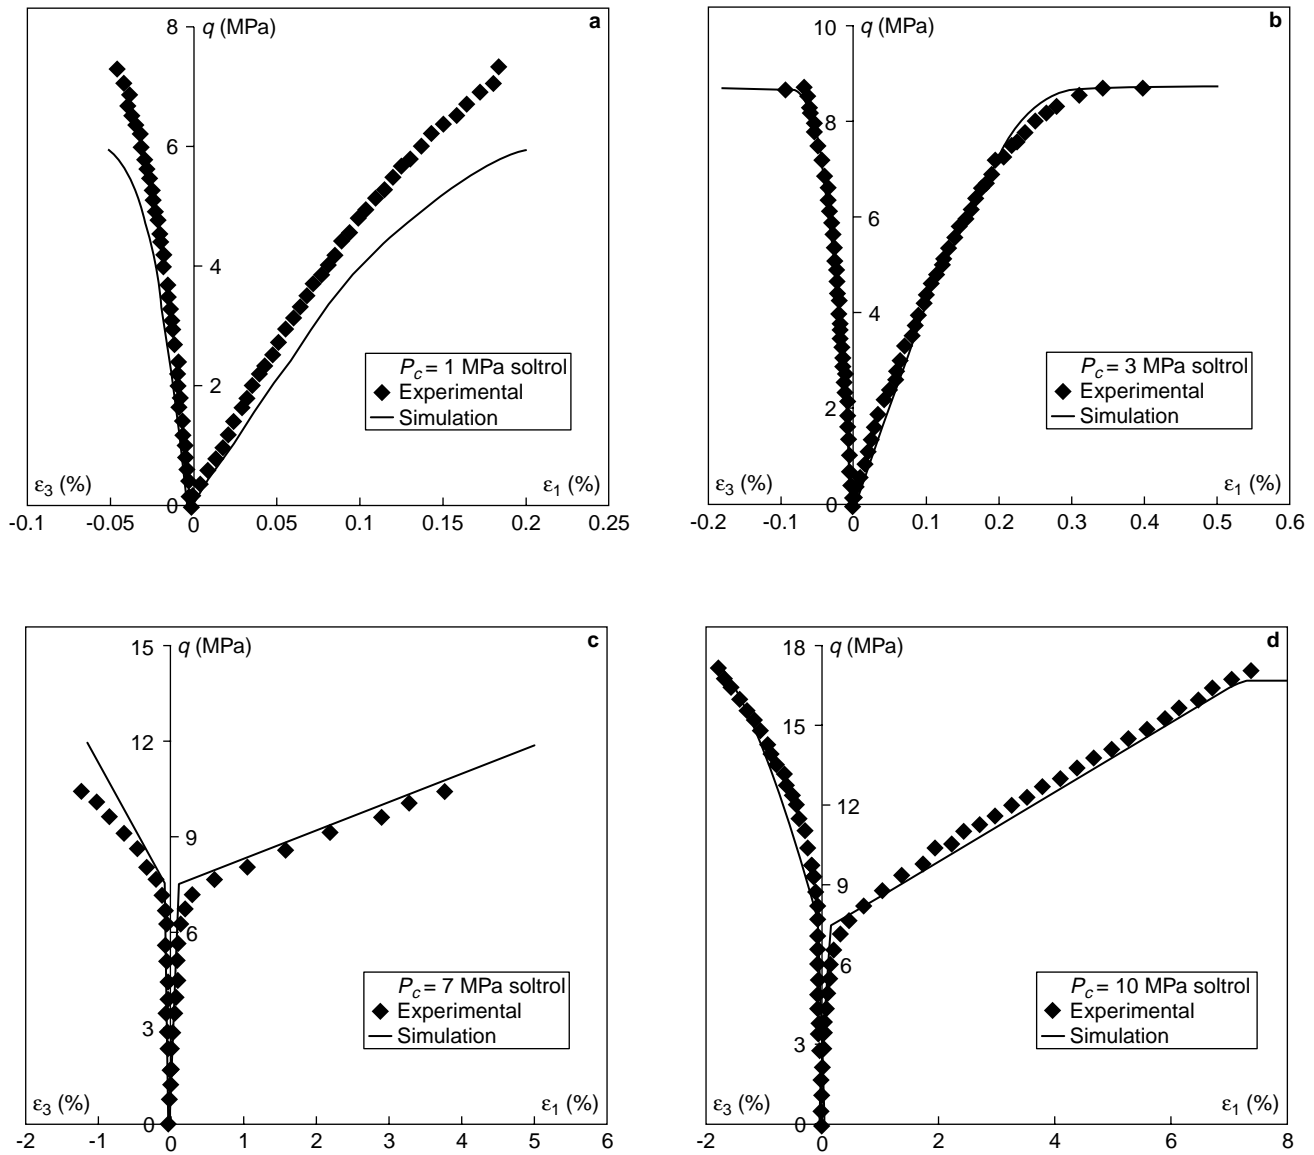 a
q (MPa)
8
6
4
2
0
P_c = 1 MPa soltrol
Experimental
Simulation
ε3 (%)
ε1 (%)
-0.1 -0.05 0 0.05 0.1 0.15 0.2 0.25
b
q (MPa)
10
8
6
4
2
0
P_c = 3 MPa soltrol
Experimental
Simulation
ε3 (%)
ε1 (%)
-0.2 -0.1 0 0.1 0.2 0.3 0.4 0.5 0.6
c
q (MPa)
15
12
9
6
3
0
P_c = 7 MPa soltrol
Experimental
Simulation
ε3 (%)
ε1 (%)
-2 -1 0 1 2 3 4 5 6
d
q (MPa)
18
15
12
9
6
3
0
P_c = 10 MPa soltrol
Experimental
Simulation
ε3 (%)
ε1 (%)
-2 0 2 4 6 8